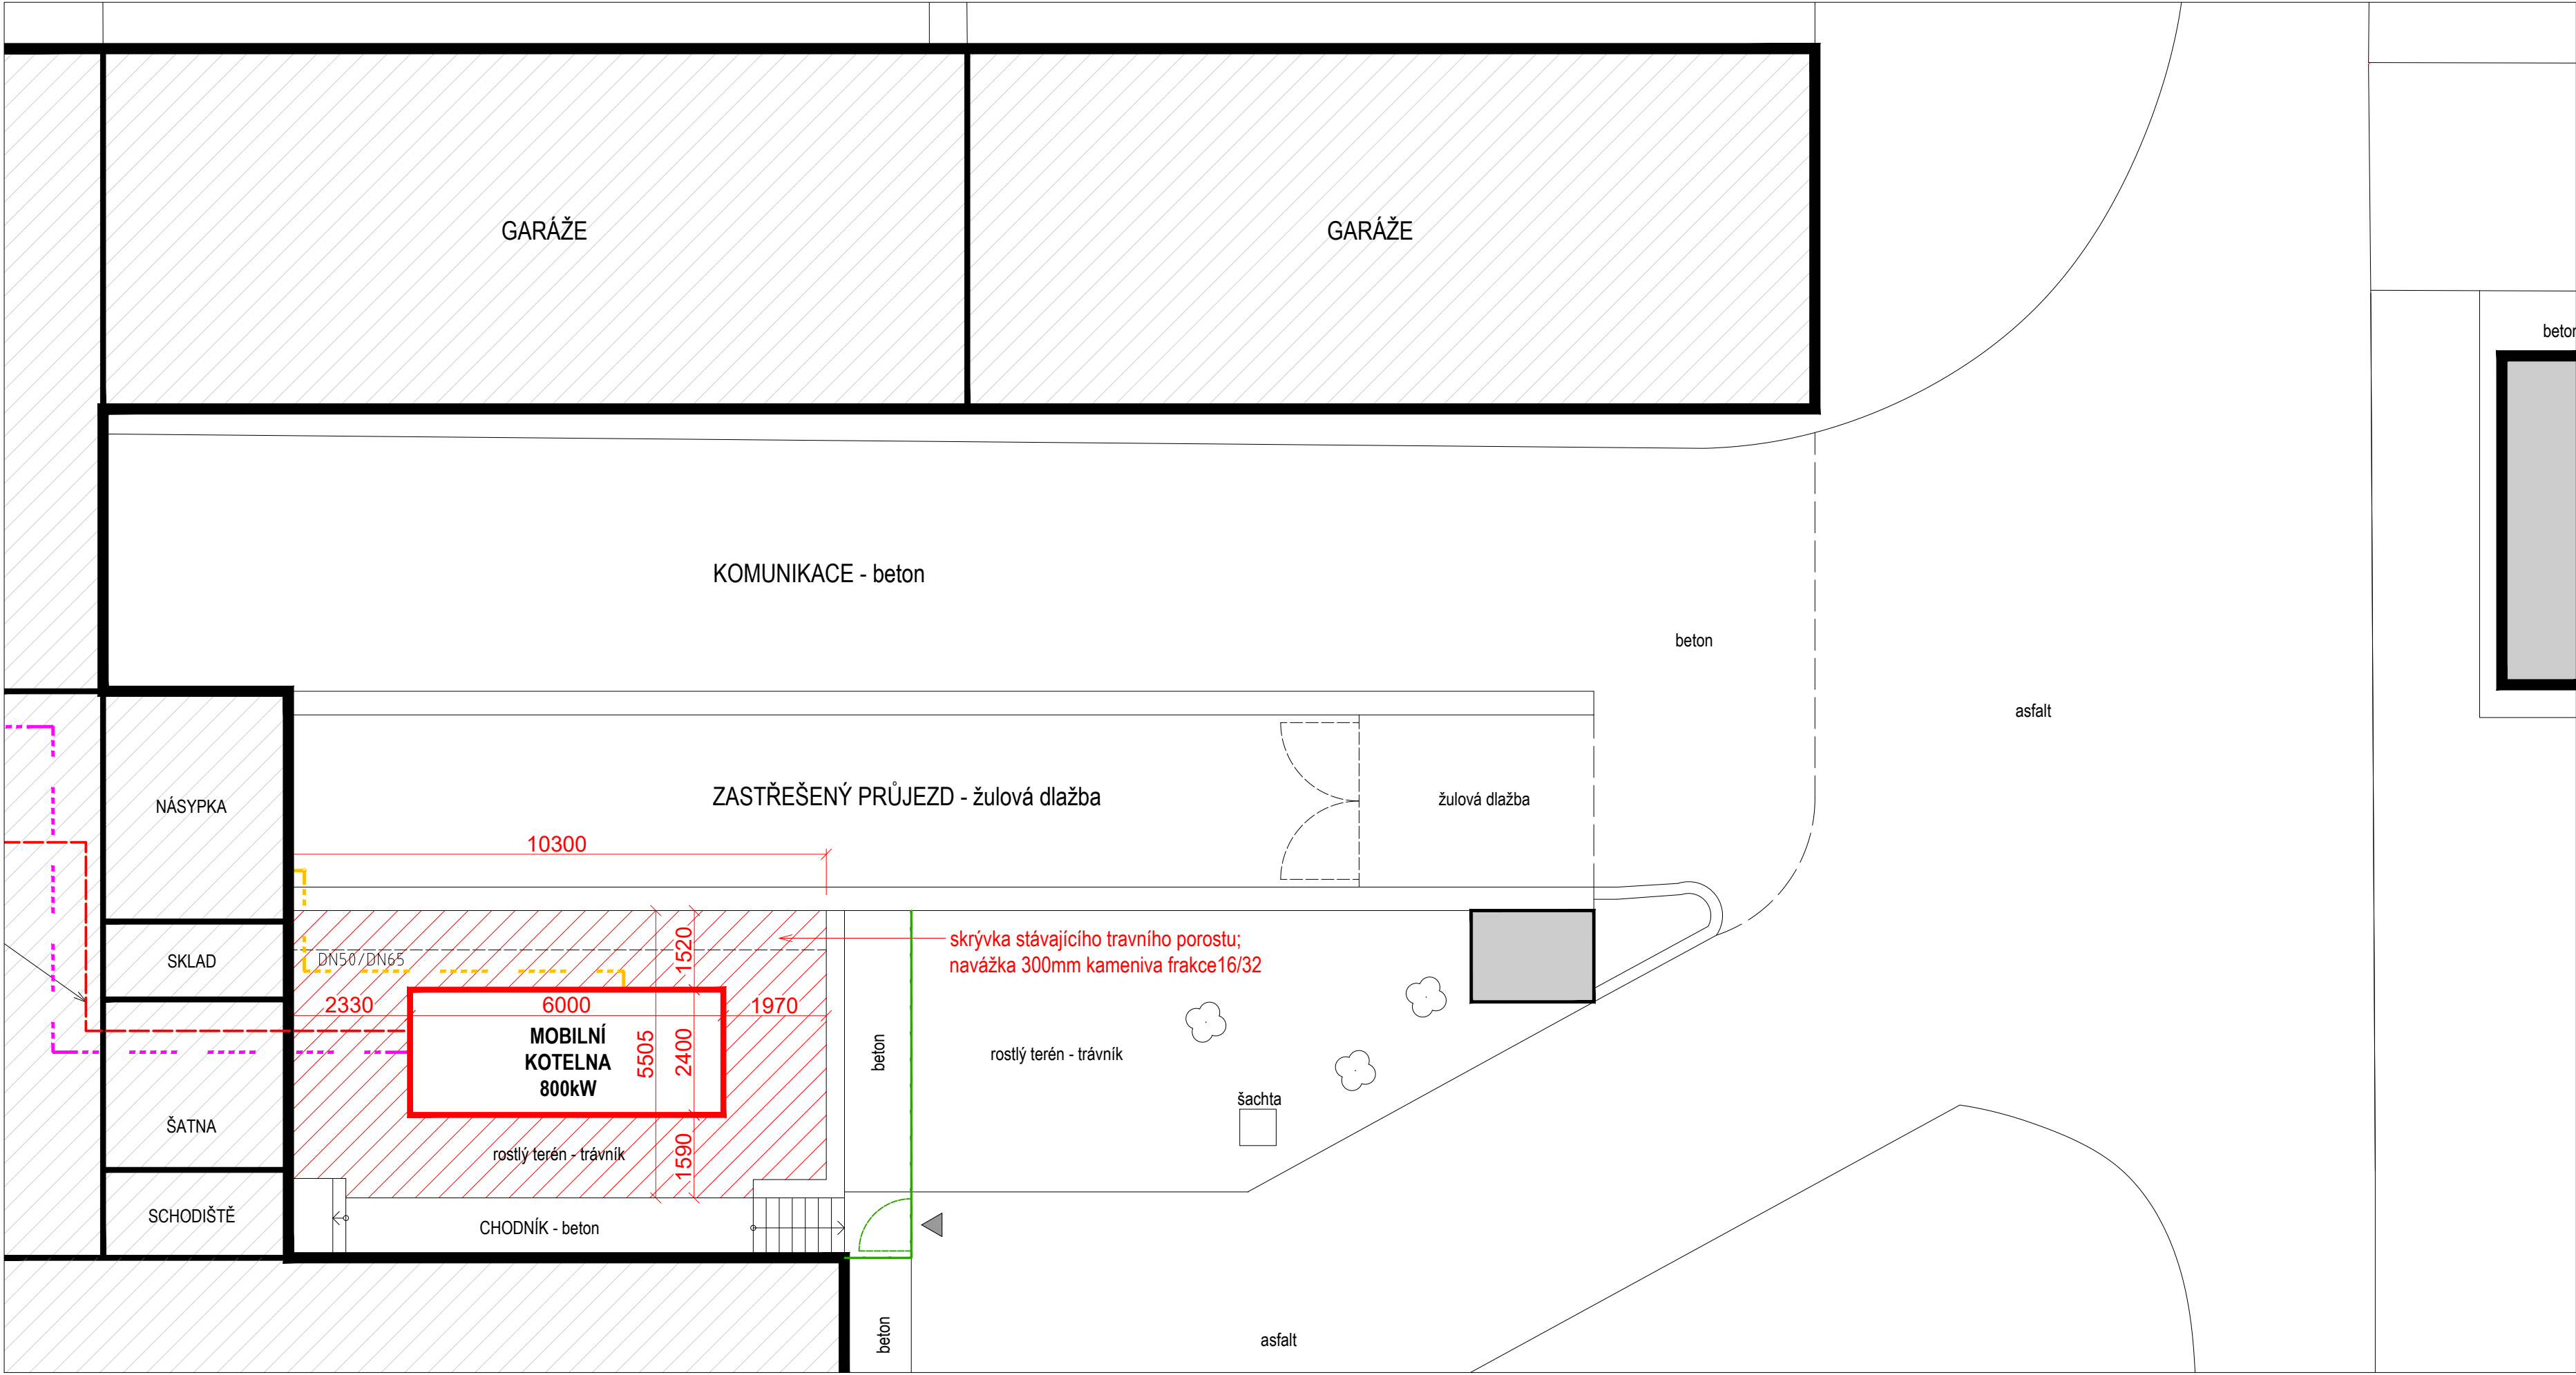 GARÁŽE
GARÁŽE
KOMUNIKACE - beton
beton
asfalt
NÁSYPKA
ZASTŘEŠENÝ PRŮJEZD - žulová dlažba
žulová dlažba
10300
SKLAD
DN50/DN65
1520
skrývka stávajícího travního porostu;
navážka 300mm kameniva frakce16/32
2330
6000
1970
MOBILNÍ
KOTELNA
800kW
5505
2400
beton
rostlý terén - trávník
šachta
ŠATNA
rostlý terén - trávník
1590
SCHODIŠTĚ
CHODNÍK - beton
beton
asfalt